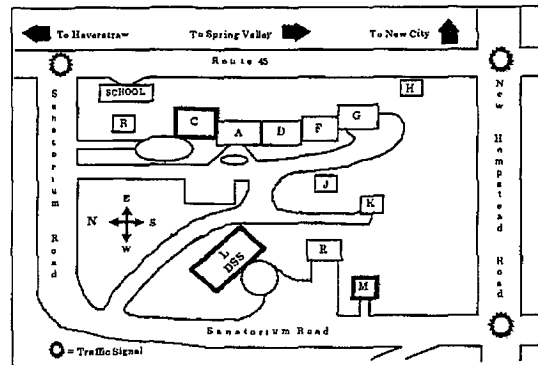 To Haverstraw
To Spring Valley
To New City
Route 45
SCHOOL
H
B
C
A
D
F
G
Sanatorium Road
New Hempstead Road
J
K
E
N
S
W
L
DSS
R
M
Sanatorium Road
= Traffic Signal